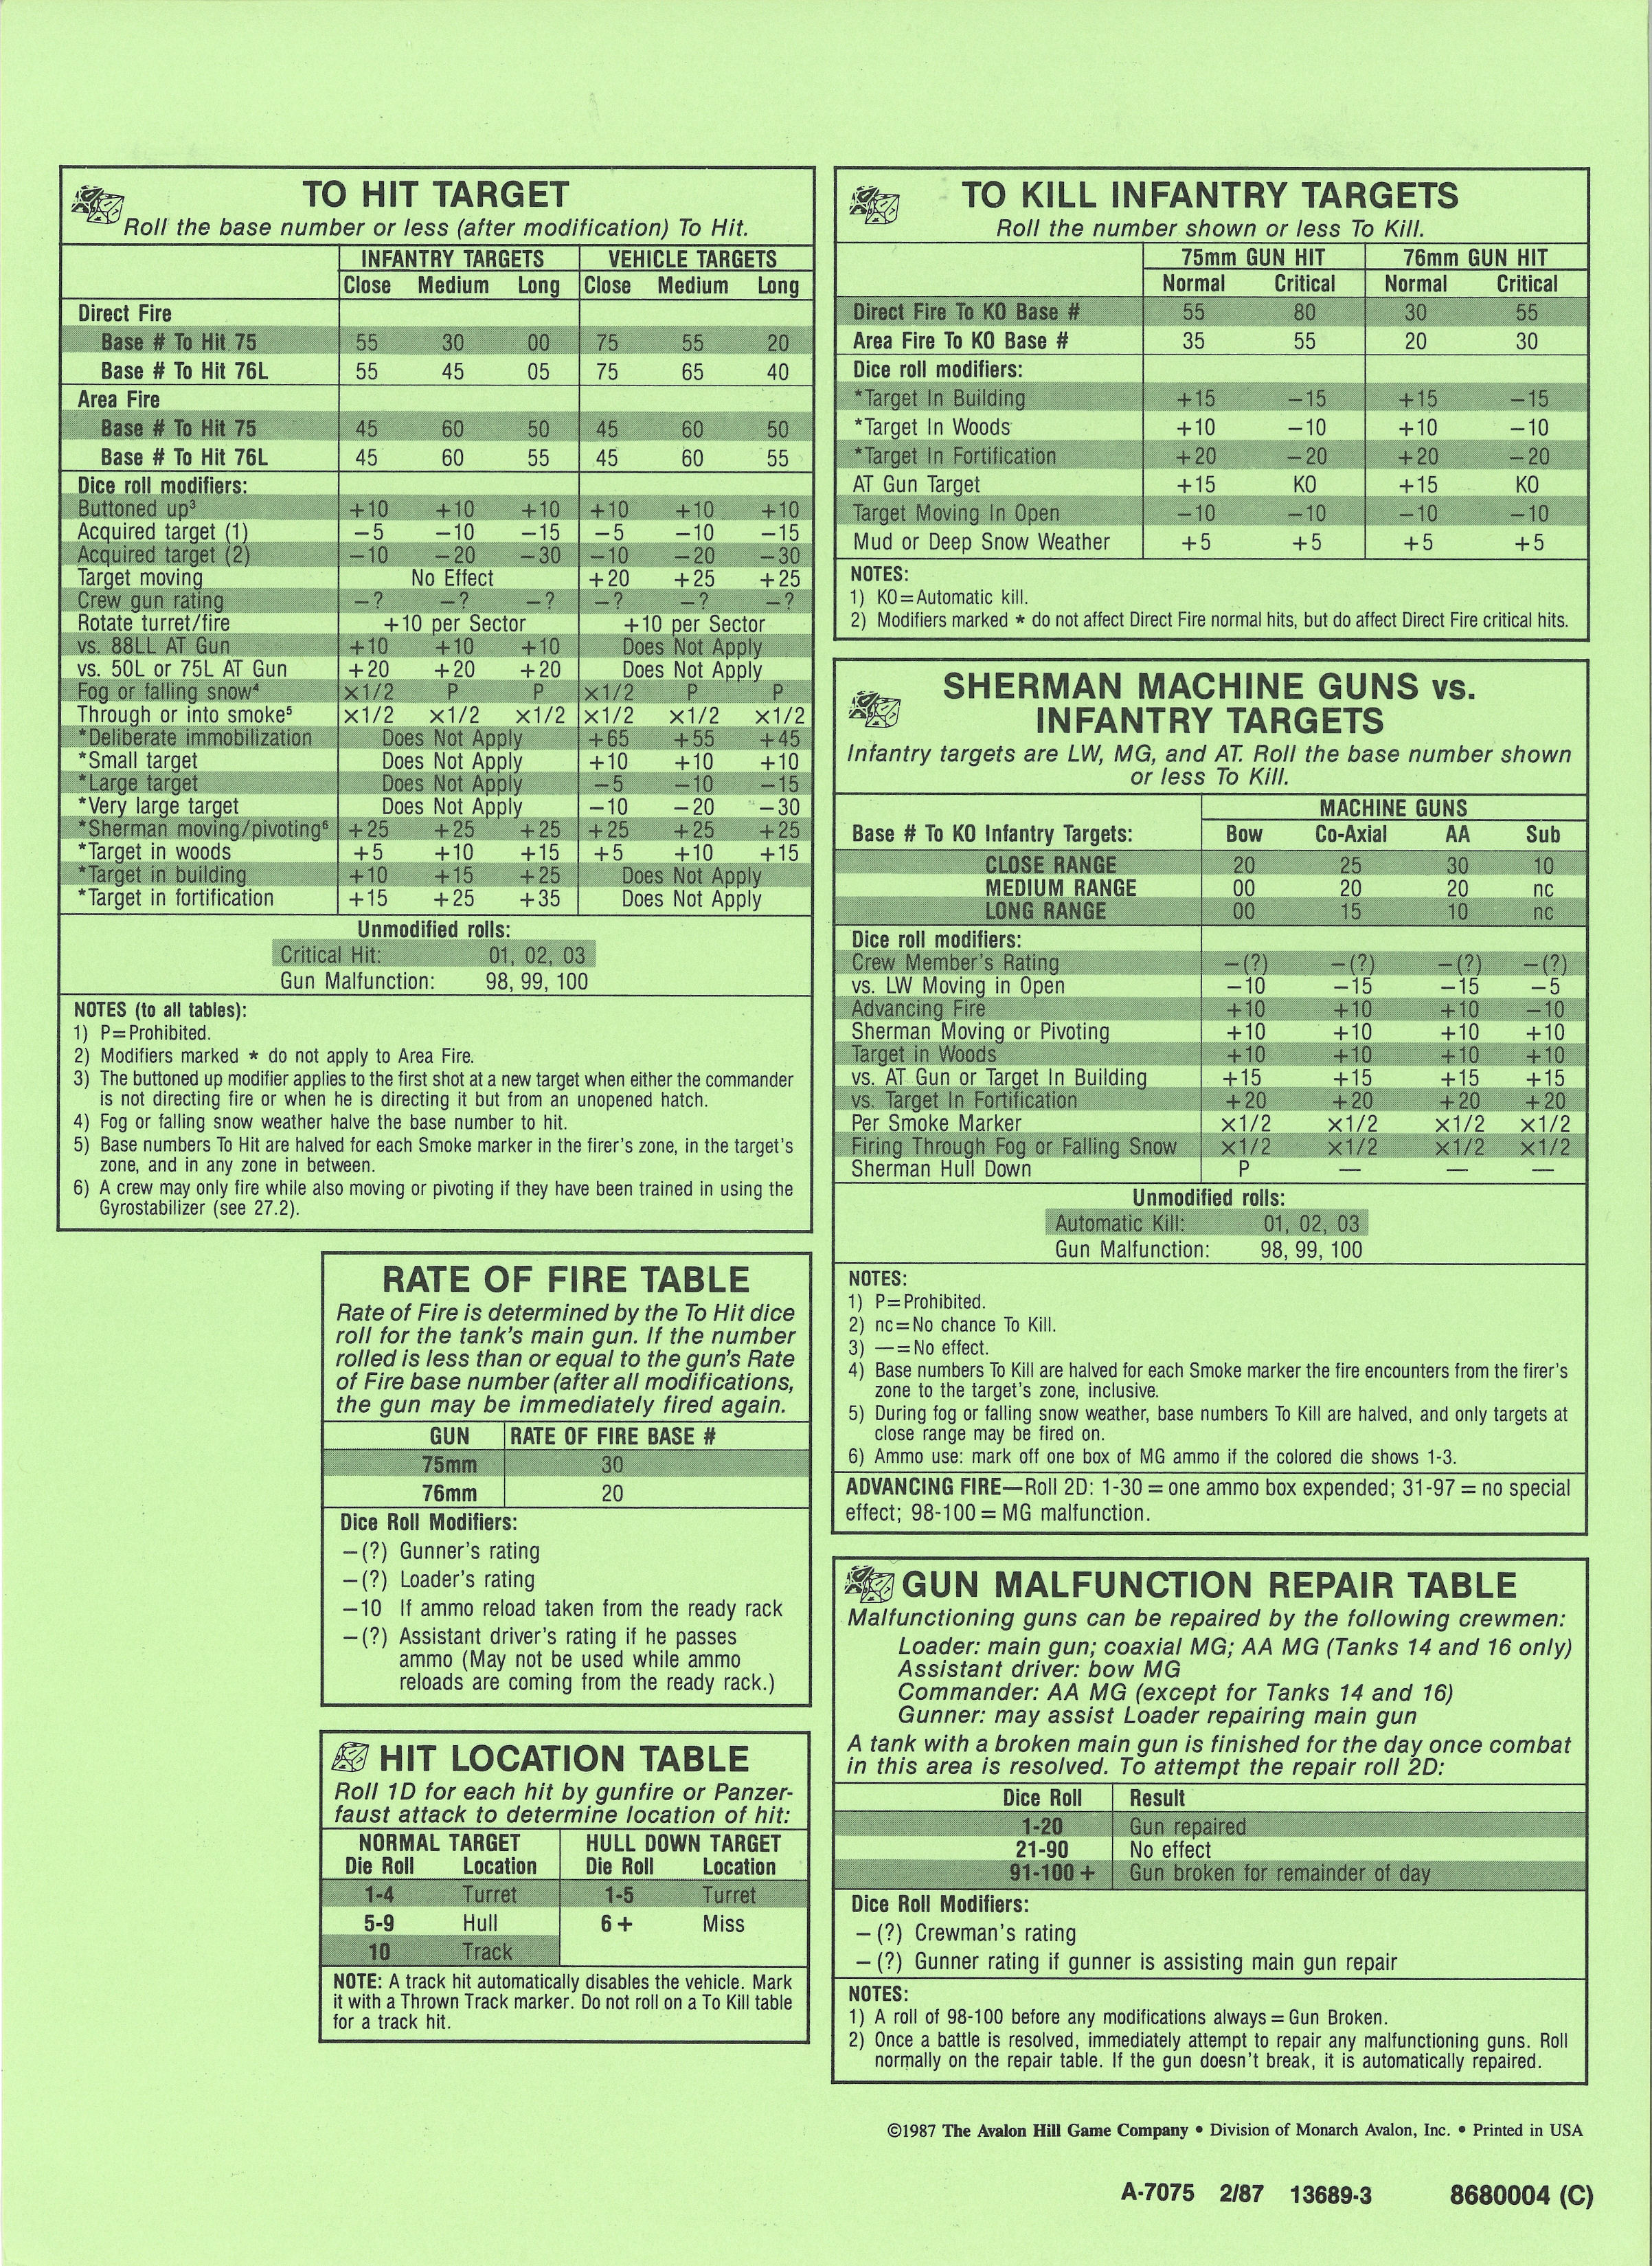 TO HIT TARGET
Roll the base number or less (after modification) To Hit.
INFANTRY TARGETS VEHICLE TARGETS
Close Medium Long Close Medium Long
Direct Fire
Base # To Hit 75 55 30 00 75 55 20
Base # To Hit 76L 55 45 05 75 65 40
Area Fire
Base # To Hit 75 45 60 50 45 60 50
Base # To Hit 76L 45 60 55 45 60 55
Dice roll modifiers:
Buttoned up³ +10 +10 +10 +10 +10 +10
Acquired target (1) −5 −10 −15 −5 −10 −15
Acquired target (2) −10 −20 −30 −10 −20 −30
Target moving No Effect +20 +25 +25
Crew gun rating −? −? −? −? −? −?
Rotate turret/fire +10 per Sector +10 per Sector
vs. 88LL AT Gun +10 +10 +10 Does Not Apply
vs. 50L or 75L AT Gun +20 +20 +20 Does Not Apply
Fog or falling snow⁴ ×1/2 P P ×1/2 P P
Through or into smoke⁵ ×1/2 ×1/2 ×1/2 ×1/2 ×1/2 ×1/2
*Deliberate immobilization Does Not Apply +65 +55 +45
*Small target Does Not Apply +10 +10 +10
*Large target Does Not Apply −5 −10 −15
*Very large target Does Not Apply −10 −20 −30
*Sherman moving/pivoting⁶ +25 +25 +25 +25 +25 +25
*Target in woods +5 +10 +15 +5 +10 +15
*Target in building +10 +15 +25 Does Not Apply
*Target in fortification +15 +25 +35 Does Not Apply
Unmodified rolls:
Critical Hit: 01, 02, 03
Gun Malfunction: 98, 99, 100
NOTES (to all tables):
1) P=Prohibited.
2) Modifiers marked * do not apply to Area Fire.
3) The buttoned up modifier applies to the first shot at a new target when either the commander
is not directing fire or when he is directing it but from an unopened hatch.
4) Fog or falling snow weather halve the base number to hit.
5) Base numbers To Hit are halved for each Smoke marker in the firer's zone, in the target's
zone, and in any zone in between.
6) A crew may only fire while also moving or pivoting if they have been trained in using the
Gyrostabilizer (see 27.2).
RATE OF FIRE TABLE
Rate of Fire is determined by the To Hit dice
roll for the tank's main gun. If the number
rolled is less than or equal to the gun's Rate
of Fire base number (after all modifications,
the gun may be immediately fired again.
GUN RATE OF FIRE BASE #
75mm 30
76mm 20
Dice Roll Modifiers:
−(?) Gunner's rating
−(?) Loader's rating
−10 If ammo reload taken from the ready rack
−(?) Assistant driver's rating if he passes
ammo (May not be used while ammo
reloads are coming from the ready rack.)
HIT LOCATION TABLE
Roll 1D for each hit by gunfire or Panzer-
faust attack to determine location of hit:
NORMAL TARGET HULL DOWN TARGET
Die Roll Location Die Roll Location
1-4 Turret 1-5 Turret
5-9 Hull 6+ Miss
10 Track
NOTE: A track hit automatically disables the vehicle. Mark
it with a Thrown Track marker. Do not roll on a To Kill table
for a track hit.
TO KILL INFANTRY TARGETS
Roll the number shown or less To Kill.
75mm GUN HIT 76mm GUN HIT
Normal Critical Normal Critical
Direct Fire To KO Base # 55 80 30 55
Area Fire To KO Base # 35 55 20 30
Dice roll modifiers:
*Target In Building +15 −15 +15 −15
*Target In Woods +10 −10 +10 −10
*Target In Fortification +20 −20 +20 −20
AT Gun Target +15 KO +15 KO
Target Moving In Open −10 −10 −10 −10
Mud or Deep Snow Weather +5 +5 +5 +5
NOTES:
1) KO=Automatic kill.
2) Modifiers marked * do not affect Direct Fire normal hits, but do affect Direct Fire critical hits.
SHERMAN MACHINE GUNS vs.
INFANTRY TARGETS
Infantry targets are LW, MG, and AT. Roll the base number shown
or less To Kill.
MACHINE GUNS
Base # To KO Infantry Targets: Bow Co-Axial AA Sub
CLOSE RANGE 20 25 30 10
MEDIUM RANGE 00 20 20 nc
LONG RANGE 00 15 10 nc
Dice roll modifiers:
Crew Member's Rating −(?) −(?) −(?) −(?)
vs. LW Moving in Open −10 −15 −15 −5
Advancing Fire +10 +10 +10 −10
Sherman Moving or Pivoting +10 +10 +10 +10
Target in Woods +10 +10 +10 +10
vs. AT Gun or Target In Building +15 +15 +15 +15
vs. Target In Fortification +20 +20 +20 +20
Per Smoke Marker ×1/2 ×1/2 ×1/2 ×1/2
Firing Through Fog or Falling Snow ×1/2 ×1/2 ×1/2 ×1/2
Sherman Hull Down P — — —
Unmodified rolls:
Automatic Kill: 01, 02, 03
Gun Malfunction: 98, 99, 100
NOTES:
1) P=Prohibited.
2) nc=No chance To Kill.
3) —=No effect.
4) Base numbers To Kill are halved for each Smoke marker the fire encounters from the firer's
zone to the target's zone, inclusive.
5) During fog or falling snow weather, base numbers To Kill are halved, and only targets at
close range may be fired on.
6) Ammo use: mark off one box of MG ammo if the colored die shows 1-3.
ADVANCING FIRE—Roll 2D: 1-30 = one ammo box expended; 31-97 = no special
effect; 98-100 = MG malfunction.
GUN MALFUNCTION REPAIR TABLE
Malfunctioning guns can be repaired by the following crewmen:
Loader: main gun; coaxial MG; AA MG (Tanks 14 and 16 only)
Assistant driver: bow MG
Commander: AA MG (except for Tanks 14 and 16)
Gunner: may assist Loader repairing main gun
A tank with a broken main gun is finished for the day once combat
in this area is resolved. To attempt the repair roll 2D:
Dice Roll Result
1-20 Gun repaired
21-90 No effect
91-100 + Gun broken for remainder of day
Dice Roll Modifiers:
−(?) Crewman's rating
−(?) Gunner rating if gunner is assisting main gun repair
NOTES:
1) A roll of 98-100 before any modifications always = Gun Broken.
2) Once a battle is resolved, immediately attempt to repair any malfunctioning guns. Roll
normally on the repair table. If the gun doesn't break, it is automatically repaired.
©1987 The Avalon Hill Game Company • Division of Monarch Avalon, Inc. • Printed in USA
A-7075 2/87 13689-3 8680004 (C)